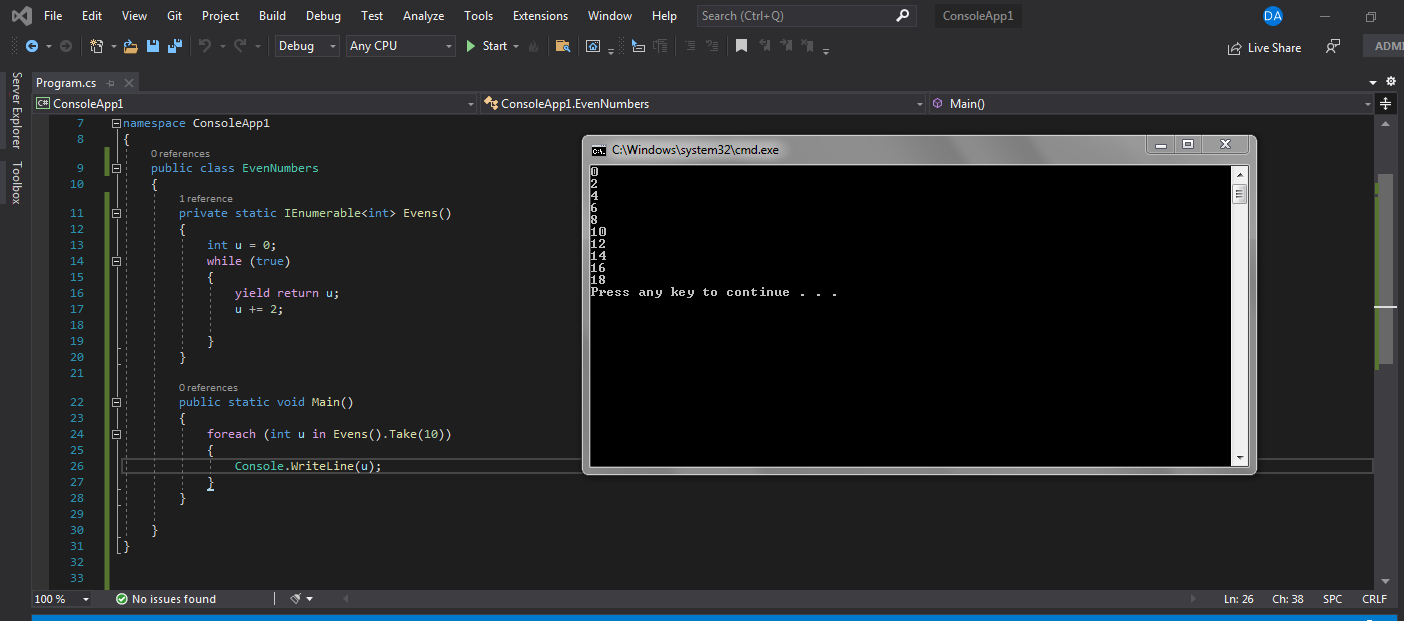 File Edit View Git Project Build Debug Test Analyze Tools Extensions Window Help Search (Ctrl+Q) ConsoleApp1 DA
Debug Any CPU Start Live Share ADMI
Server Explorer
Toolbox
Program.cs
C# ConsoleApp1 ConsoleApp1.EvenNumbers Main()
7 namespace ConsoleApp1
8 {
0 references
9 public class EvenNumbers
10 {
1 reference
11 private static IEnumerable<int> Evens()
12 {
13 int u = 0;
14 while (true)
15 {
16 yield return u;
17 u += 2;
18
19 }
20 }
21
0 references
22 public static void Main()
23 {
24 foreach (int u in Evens().Take(10))
25 {
26 Console.WriteLine(u);
27 }
28 }
29
30 }
31 }
32
33
C:\Windows\system32\cmd.exe
0
2
4
6
8
10
12
14
16
18
Press any key to continue . . .
100 % No issues found Ln: 26 Ch: 38 SPC CRLF